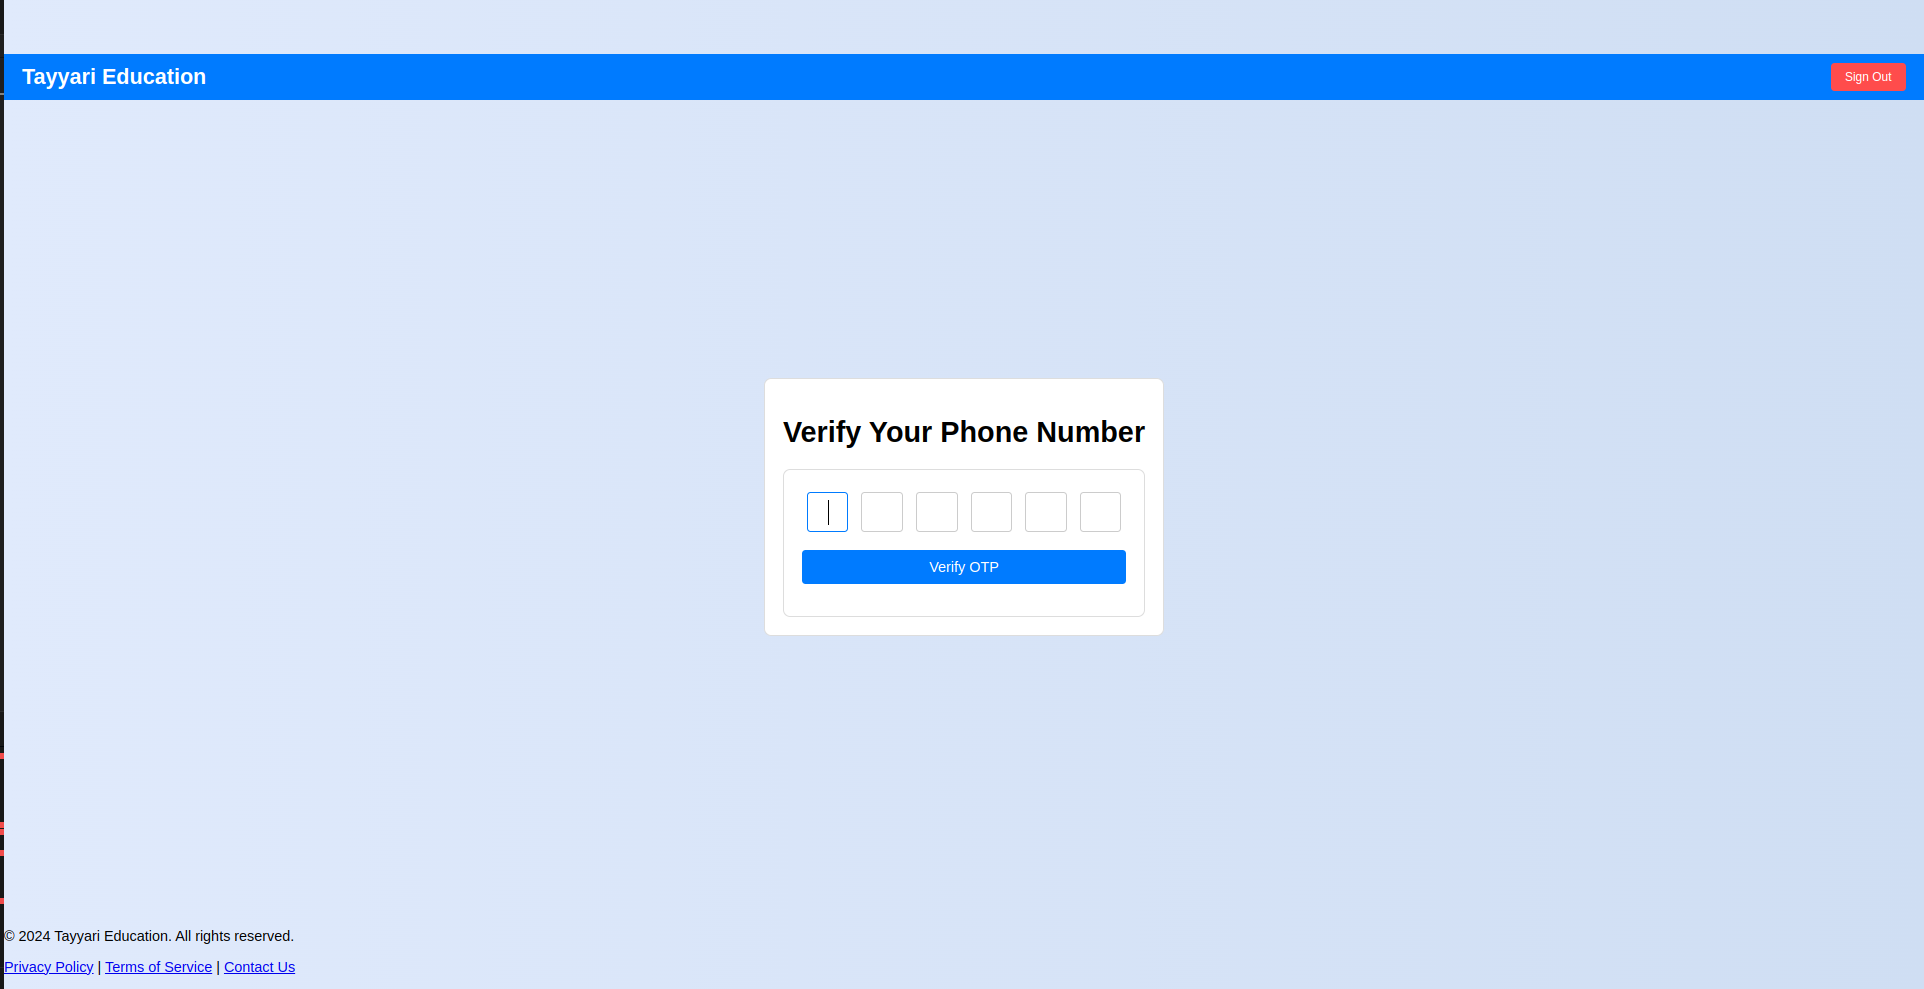 Tayyari Education
Sign Out
Verify Your Phone Number
Verify OTP
© 2024 Tayyari Education. All rights reserved.
Privacy Policy | Terms of Service | Contact Us